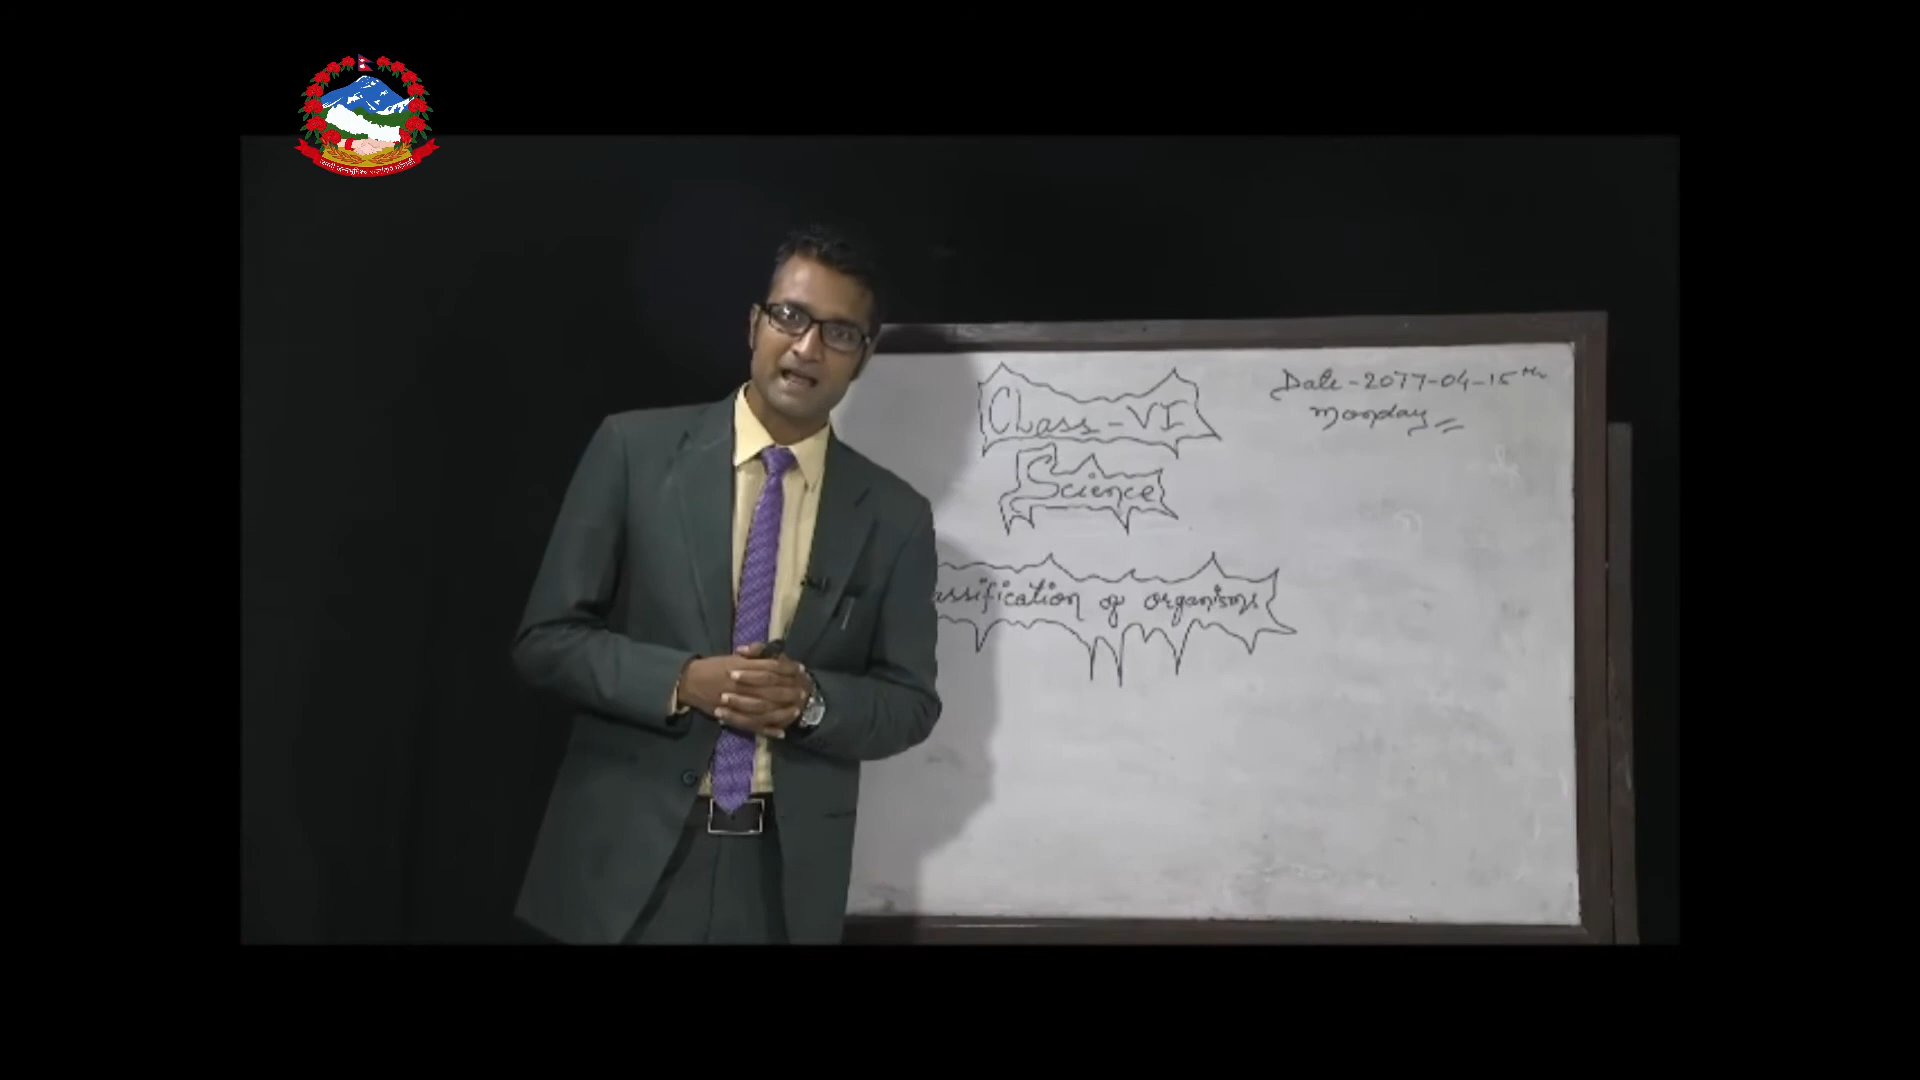 Class-VI
Date-2077-04-15th
Monday
Science
assification of organisms